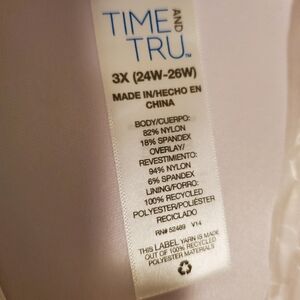 TIME AND
TRU™
3X (24W-26W)
MADE IN/HECHO EN
CHINA
BODY/CUERPO:
82% NYLON
18% SPANDEX
OVERLAY/
REVESTIMIENTO:
94% NYLON
6% SPANDEX
LINING/FORRO:
100% RECYCLED
POLYESTER/POLIÉSTER
RECICLADO
RN# 52469 V14
THIS LABEL YARN IS MADE
OUT OF 100% RECYCLED
POLYESTER MATERIALS